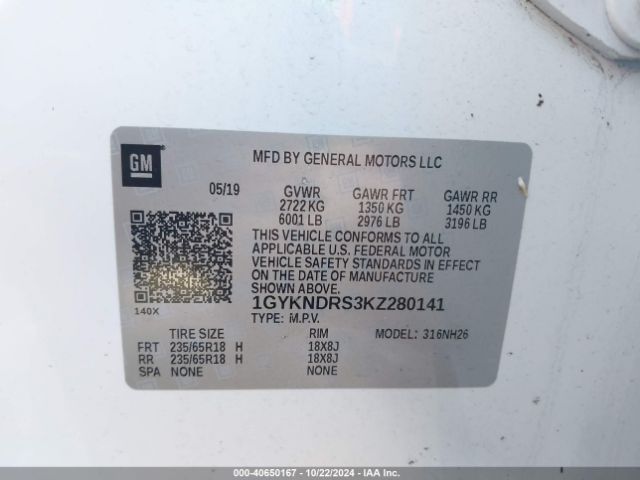 GM
MFD BY GENERAL MOTORS LLC
05/19 GVWR GAWR FRT GAWR RR
2722 KG 1350 KG 1450 KG
6001 LB 2976 LB 3196 LB
THIS VEHICLE CONFORMS TO ALL
APPLICABLE U.S. FEDERAL MOTOR
VEHICLE SAFETY STANDARDS IN EFFECT
ON THE DATE OF MANUFACTURE
SHOWN ABOVE.
140X
1GYKNDRS3KZ280141
TYPE: M.P.V. MODEL: 316NH26
TIRE SIZE RIM
FRT 235/65R18 H 18X8J
RR 235/65R18 H 18X8J
SPA NONE NONE
000-40650167 - 10/22/2024 - IAA Inc.